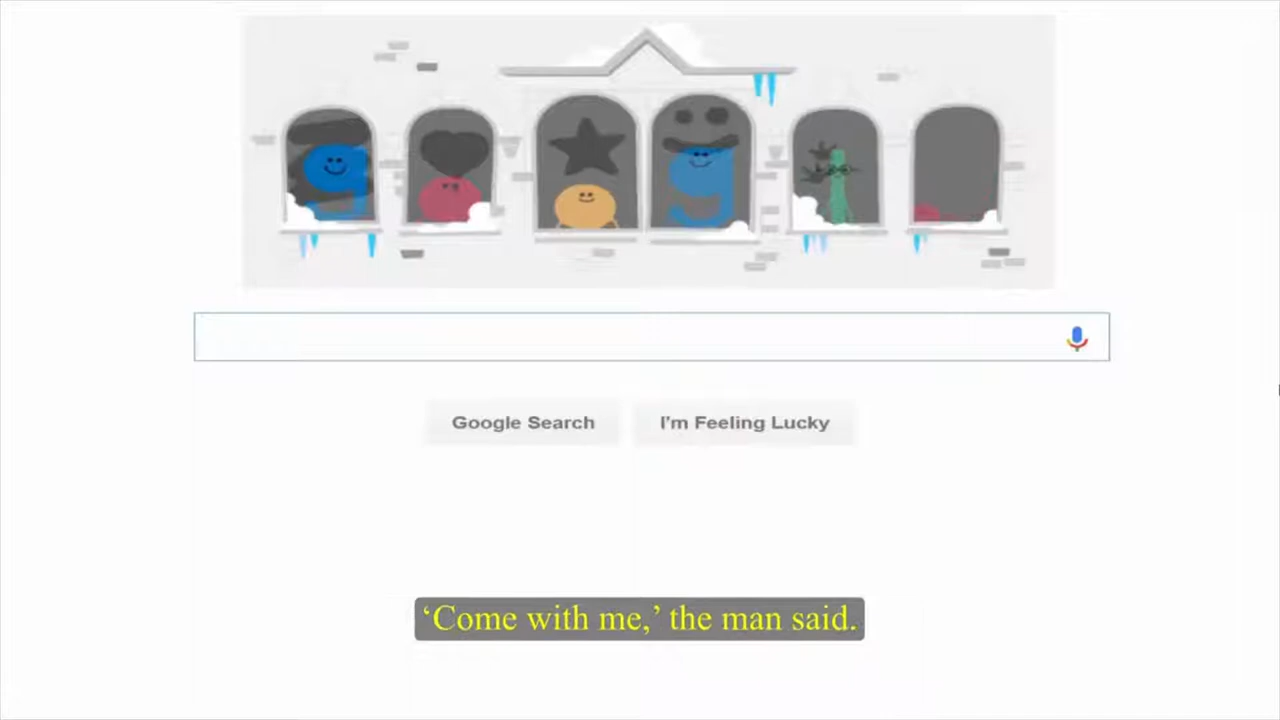 Google Search
I'm Feeling Lucky
‘Come with me,’ the man said.